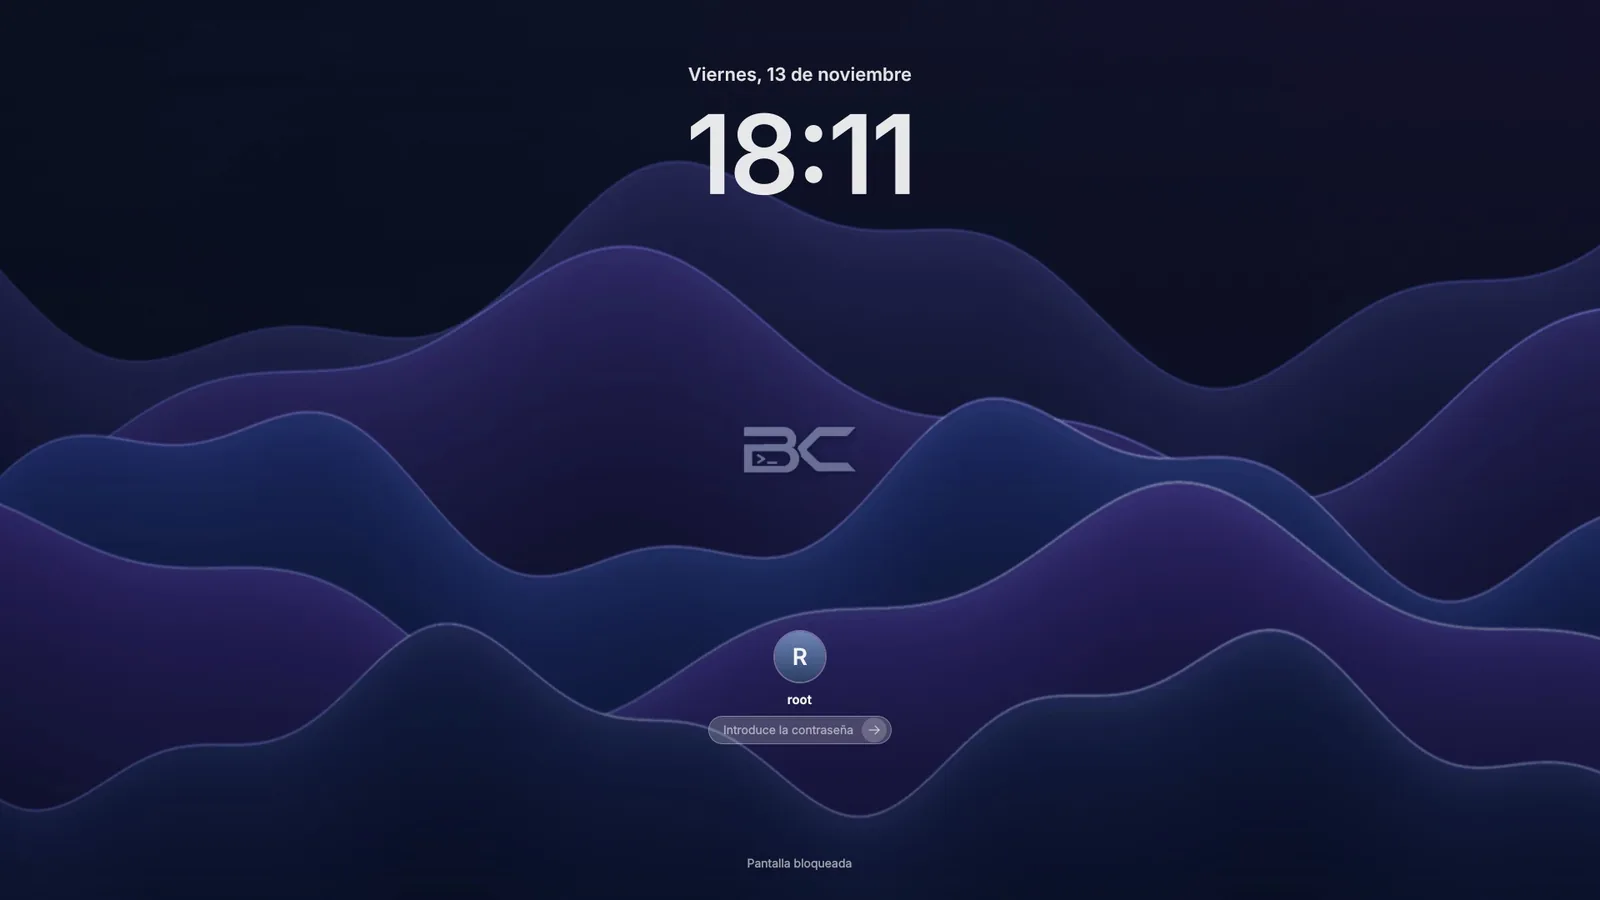 Viernes, 13 de noviembre
18:11
BC
>_
R
root
Introduce la contraseña
Pantalla bloqueada